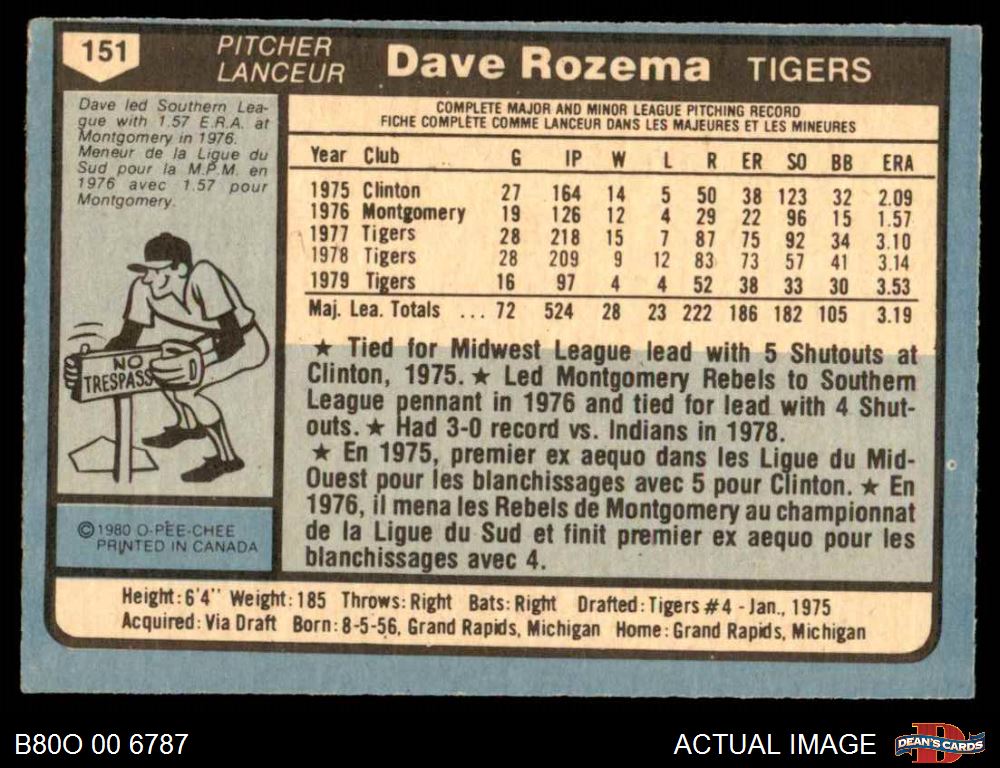 151
PITCHER
LANCEUR
Dave Rozema TIGERS
Dave led Southern Lea-
gue with 1.57 E.R.A. at
Montgomery in 1976.
Meneur de la Ligue du
Sud pour la M.P.M. en
1976 avec 1.57 pour
Montgomery.
NO
TRESPASS
©1980 O-PEE-CHEE
PRINTED IN CANADA
COMPLETE MAJOR AND MINOR LEAGUE PITCHING RECORD
FICHE COMPLÈTE COMME LANCEUR DANS LES MAJEURES ET LES MINEURES
Year Club G IP W L R ER SO BB ERA
1975 Clinton 27 164 14 5 50 38 123 32 2.09
1976 Montgomery 19 126 12 4 29 22 96 15 1.57
1977 Tigers 28 218 15 7 87 75 92 34 3.10
1978 Tigers 28 209 9 12 83 73 57 41 3.14
1979 Tigers 16 97 4 4 52 38 33 30 3.53
Maj. Lea. Totals ... 72 524 28 23 222 186 182 105 3.19
★ Tied for Midwest League lead with 5 Shutouts at
Clinton, 1975. ★ Led Montgomery Rebels to Southern
League pennant in 1976 and tied for lead with 4 Shut-
outs. ★ Had 3-0 record vs. Indians in 1978.
★ En 1975, premier ex aequo dans les Ligue du Mid-
Ouest pour les blanchissages avec 5 pour Clinton. ★ En
1976, il mena les Rebels de Montgomery au championnat
de la Ligue du Sud et finit premier ex aequo pour les
blanchissages avec 4.
Height: 6'4" Weight: 185 Throws: Right Bats: Right Drafted: Tigers #4 - Jan., 1975
Acquired: Via Draft Born: 8-5-56, Grand Rapids, Michigan Home: Grand Rapids, Michigan
B80O 00 6787
ACTUAL IMAGE
D
DEAN'S CARDS